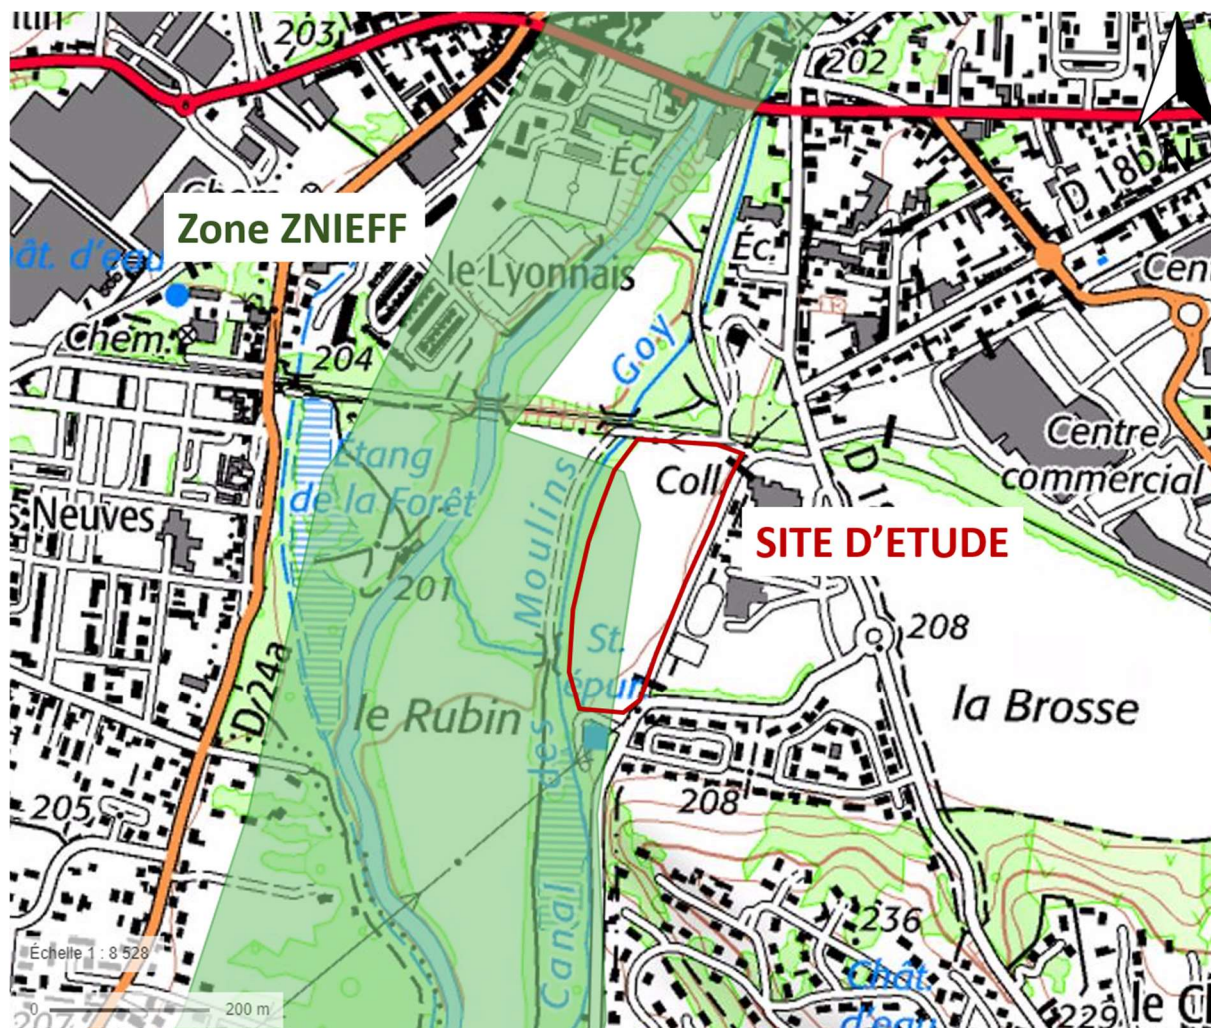 203
202
Éc.
D 18b
Zone ZNIEFF
le Lyonnais
Éc.
Chem.
204
Goy
Étang
de la Forêt
Centre
commercial
Coll.
Neuves
SITE D'ETUDE
201
Moulins
208
St.
épur.
D 24a
le Rubin
la Brosse
des
205
208
236
Canal
Échelle 1 : 8 528
Chât.
d'eau
0 200 m
207
229